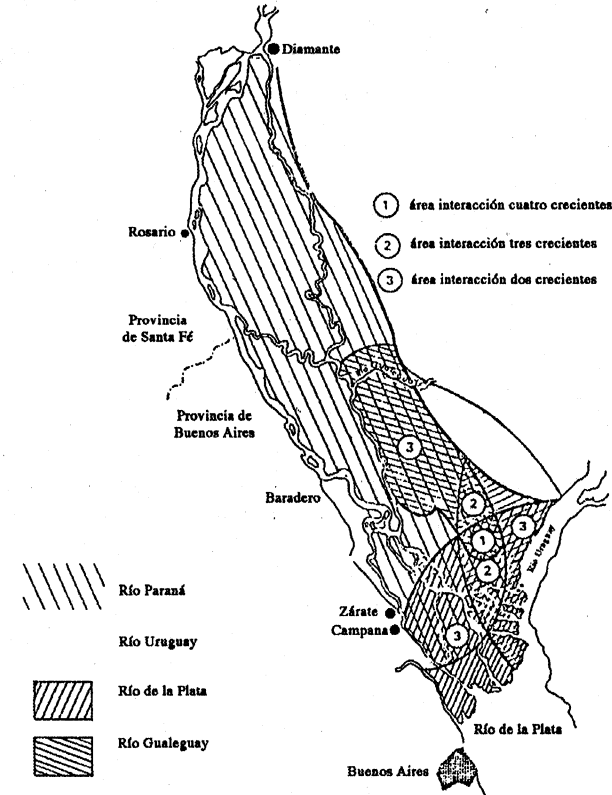 Diamante
1 área interacción cuatro crecientes
Rosario
2 área interacción tres crecientes
3 área interacción dos crecientes
Provincia
de Santa Fé
Provincia de
Buenos Aires
3
Baradero
2
3
1
Río Uruguay
2
Río Paraná
Zárate
Campana
3
Río Uruguay
Río de la Plata
Río de la Plata
Río Gualeguay
Buenos Aires